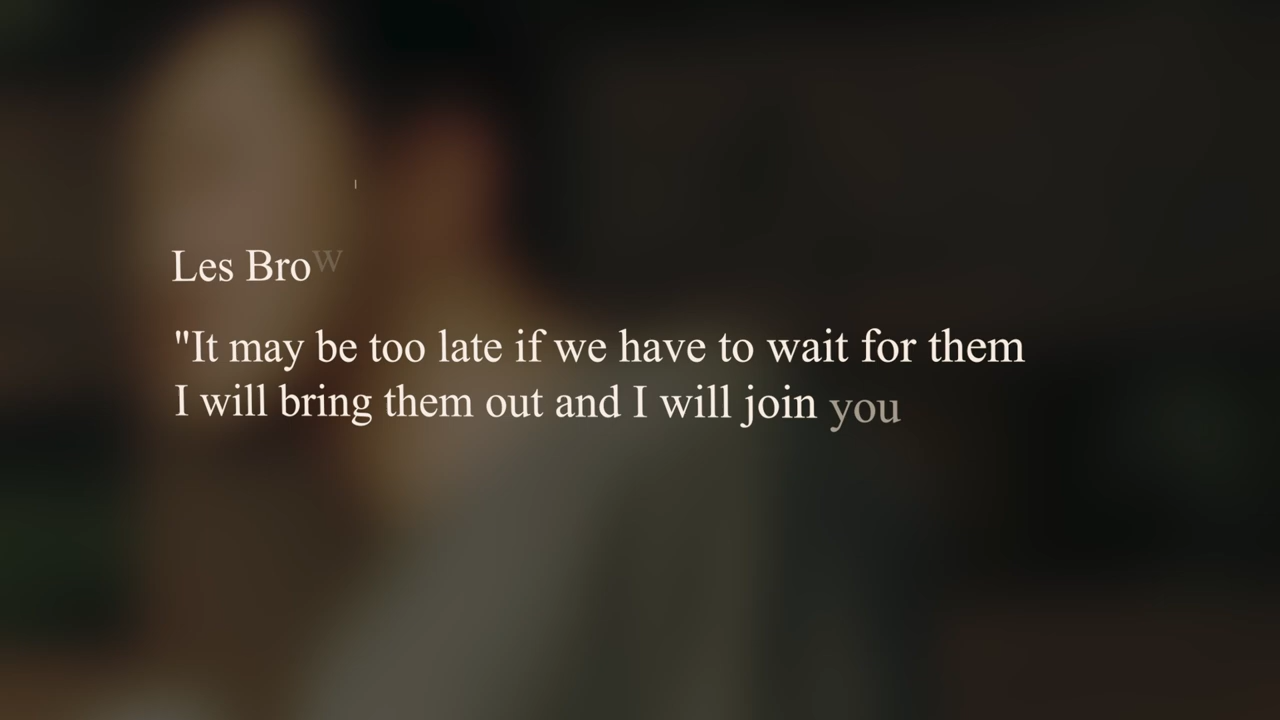 Les Brow
"It may be too late if we have to wait for them
I will bring them out and I will join you